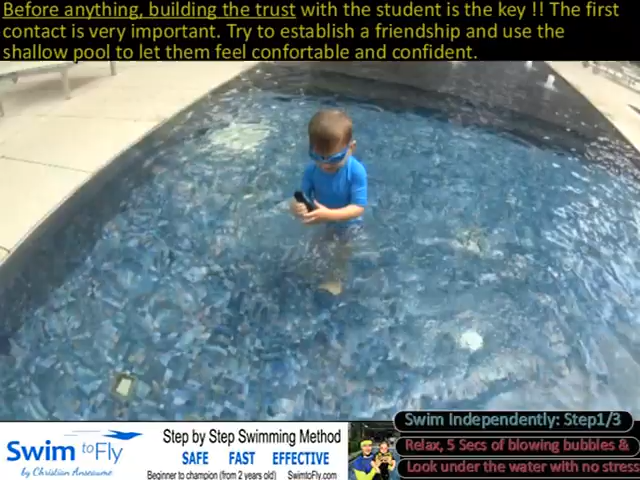 Before anything, building the trust with the student is the key !! The first
contact is very important. Try to establish a friendship and use the
shallow pool to let them feel confortable and confident.
Swim to Fly
by Christian Anseaume
Step by Step Swimming Method
SAFE FAST EFFECTIVE
Beginner to champion (from 2 years old) SwimtoFly.com
Swim Independently: Step1/3
Relax, 5 Secs of blowing bubbles &
Look under the water with no stress